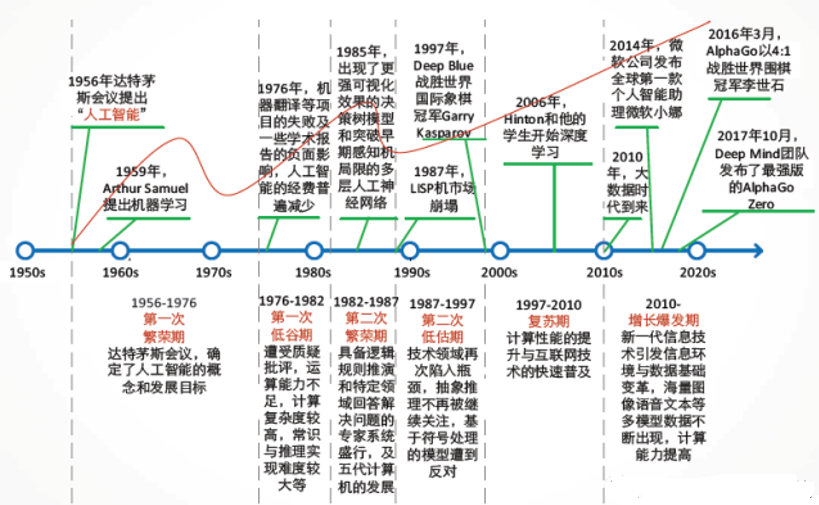 1956年达特茅
斯会议提出
“人工智能”
1959年，
Arthur Samuel
提出机器学习
1976年，机
器翻译等项
目的失败及
一些学术报
告的负面影
响，人工智
能的经费普
遍减少
1985年，
出现了更
强可视化
效果的决
策树模型
和突破早
期感知机
局限的多
层人工神
经网络
1997年，
Deep Blue
战胜世界
国际象棋
冠军Garry
Kasparov
1987年，
LISP机市场
崩塌
2006年，
Hinton和他的
学生开始深度
学习
2014年，微
软公司发布
全球第一款
个人智能助
理微软小娜
2010
年，大
数据时
代到来
2016年3月，
AlphaGo以4:1
战胜世界围棋
冠军李世石
2017年10月，
Deep Mind团队
发布了最强版
的AlphaGo
Zero
1950s
1960s
1970s
1980s
1990s
2000s
2010s
2020s
1956-1976
第一次
繁荣期
达特茅斯会议，确
定了人工智能的概
念和发展目标
1976-1982
第一次
低谷期
遭受质疑
批评，运
算能力不
足，计算
复杂度较
高，常识
与推理实
现难度较
大等
1982-1987
第二次
繁荣期
具备逻辑
规则推演
和特定领
域回答解
决问题的
专家系统
盛行，及
五代计算
机的发展
1987-1997
第二次
低估期
技术领域再
次陷入瓶
颈，抽象推
理不再被继
续关注，基
于符号处理
的模型遭到
反对
1997-2010
复苏期
计算性能的提
升与互联网技
术的快速普及
2010-
增长爆发期
新一代信息技
术引发信息环
境与数据基础
变革，海量图
像语音文本等
多模型数据不
断出现，计算
能力提高